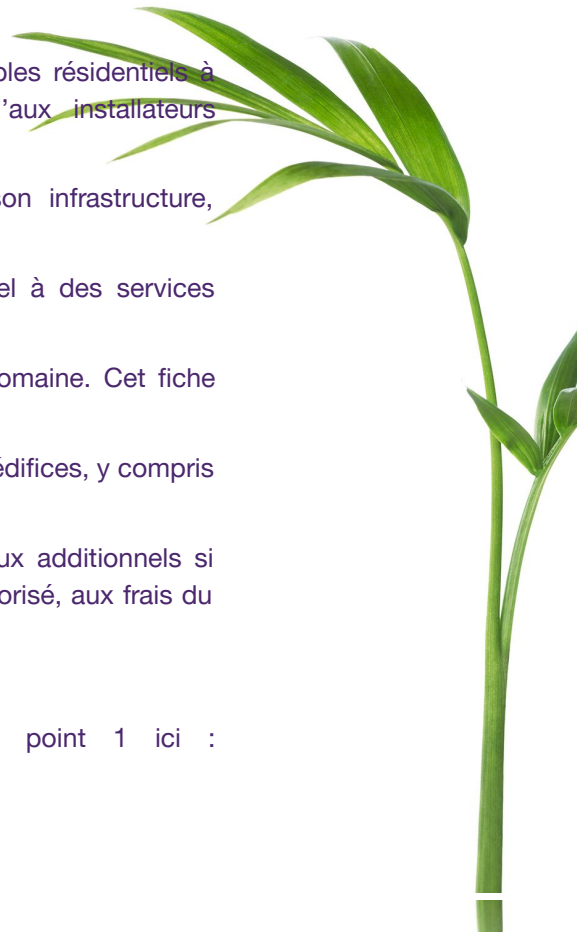 bles résidentiels à
'aux installateurs
son infrastructure,
el à des services
omaine. Cet fiche
édifices, y compris
ux additionnels si
orisé, aux frais du
point 1 ici :